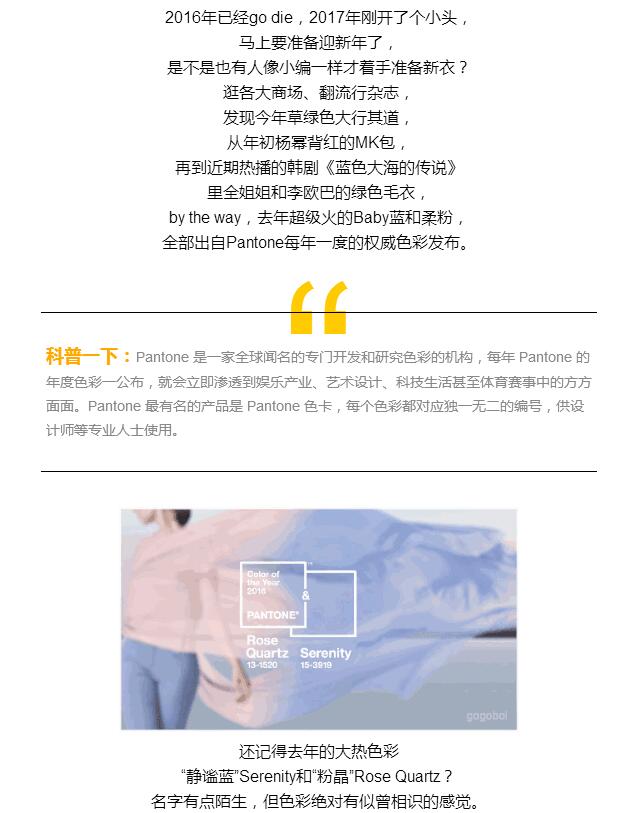 2016年已经go die，2017年刚开了个小头，
马上要准备迎新年了，
是不是也有人像小编一样才着手准备新衣？
逛各大商场、翻流行杂志，
发现今年草绿色大行其道，
从年初杨幂背红的MK包，
再到近期热播的韩剧《蓝色大海的传说》
里全姐姐和李欧巴的绿色毛衣，
by the way，去年超级火的Baby蓝和柔粉，
全部出自Pantone每年一度的权威色彩发布。
科普一下：Pantone 是一家全球闻名的专门开发和研究色彩的机构，每年 Pantone 的
年度色彩一公布，就会立即渗透到娱乐产业、艺术设计、科技生活甚至体育赛事中的方方
面面。Pantone 最有名的产品是 Pantone 色卡，每个色彩都对应独一无二的编号，供设
计师等专业人士使用。
Color of
the Year
2016
&
PANTONE®
Rose
Quartz
13-1520
Serenity
15-3919
gogoboi
还记得去年的大热色彩
“静谧蓝”Serenity和“粉晶”Rose Quartz？
名字有点陌生，但色彩绝对有似曾相识的感觉。